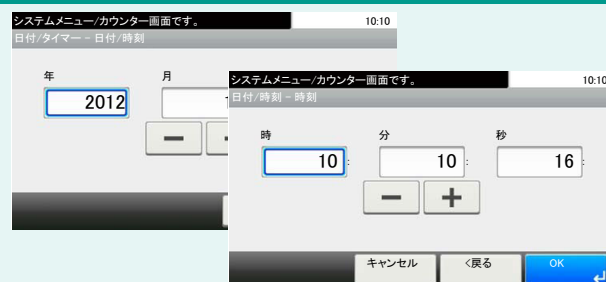 システムメニュー/カウンター画面です。 10:10
日付/タイマー - 日付/時刻
年 月
2012
システムメニュー/カウンター画面です。 10:10
日付/時刻 - 時刻
時 分 秒
10 : 10 : 16 :
キャンセル <戻る OK